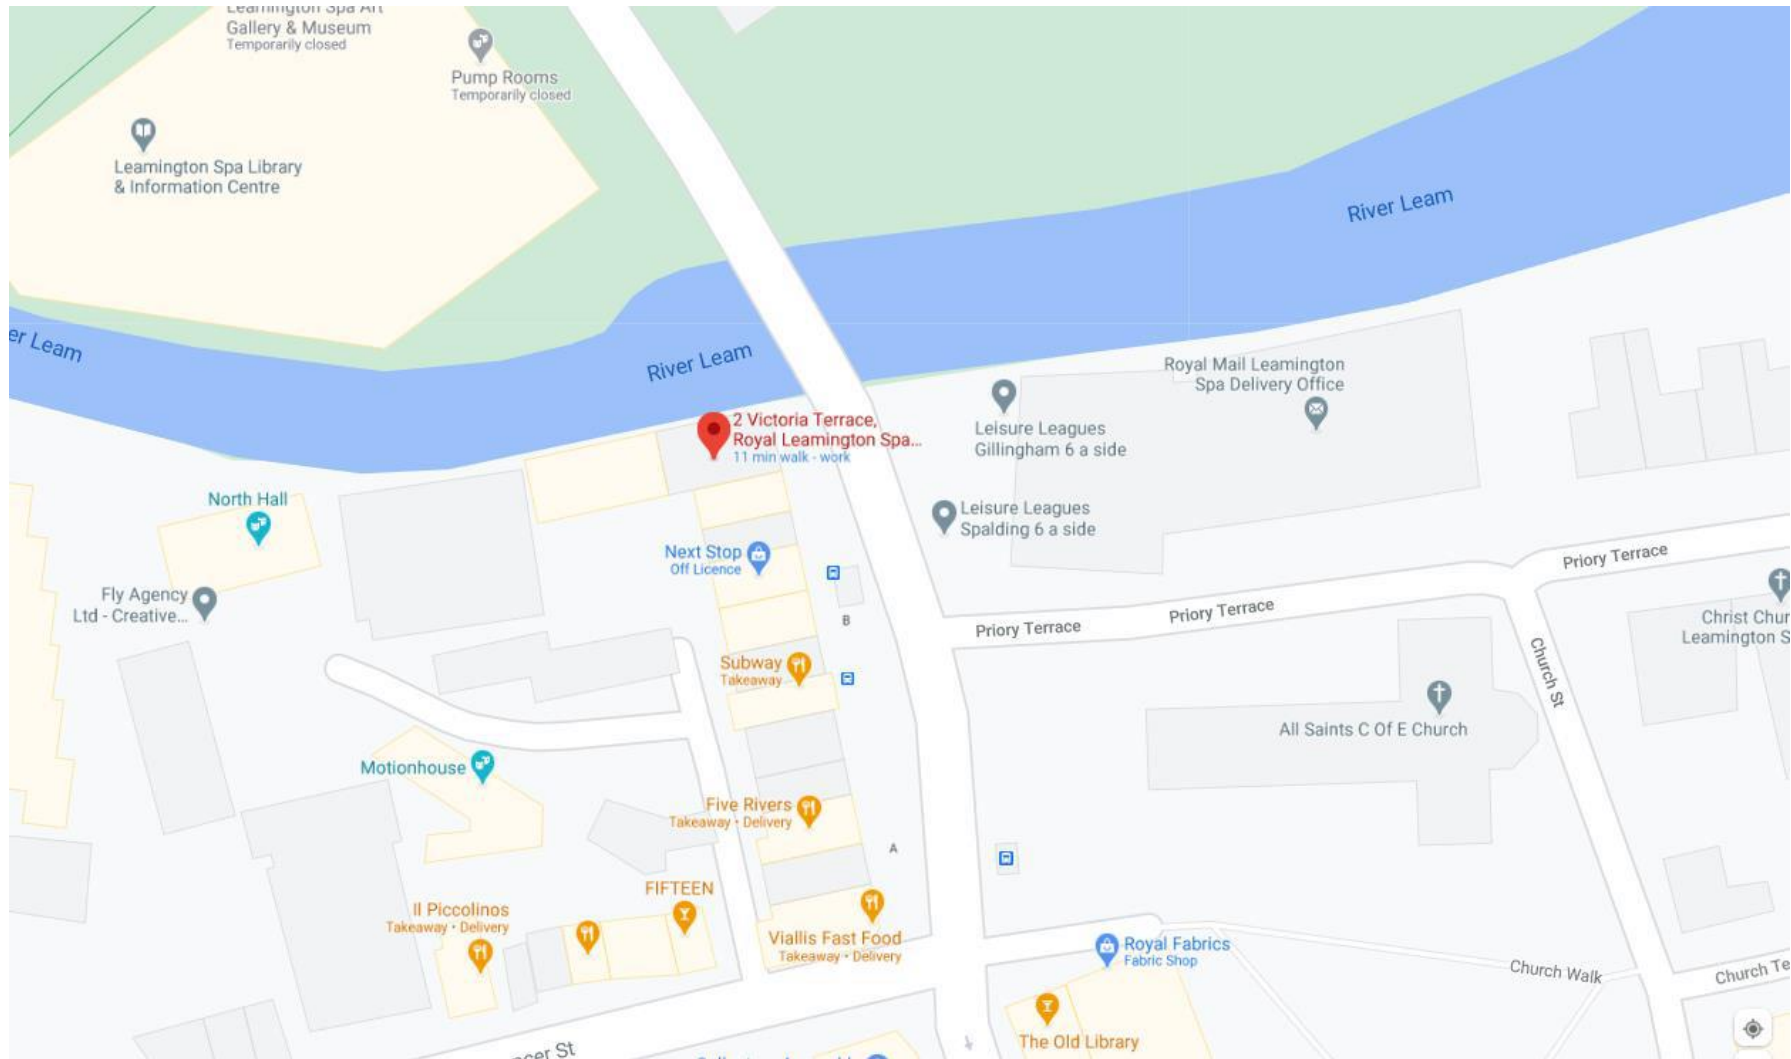 Leamington Spa Art
Gallery & Museum
Temporarily closed
Pump Rooms
Temporarily closed
Leamington Spa Library
& Information Centre
River Leam
er Leam
River Leam
Royal Mail Leamington
Spa Delivery Office
2 Victoria Terrace,
Royal Leamington Spa...
11 min walk - work
Leisure Leagues
Gillingham 6 a side
North Hall
Leisure Leagues
Spalding 6 a side
Next Stop
Off Licence
Priory Terrace
Fly Agency
Ltd - Creative...
Priory Terrace
Priory Terrace
B
Christ Chur
Leamington S
Subway
Takeaway
Church St
All Saints C Of E Church
Motionhouse
Five Rivers
Takeaway • Delivery
A
FIFTEEN
Il Piccolinos
Takeaway • Delivery
Viallis Fast Food
Takeaway • Delivery
Royal Fabrics
Fabric Shop
Church Walk
Church Te
The Old Library
cer St